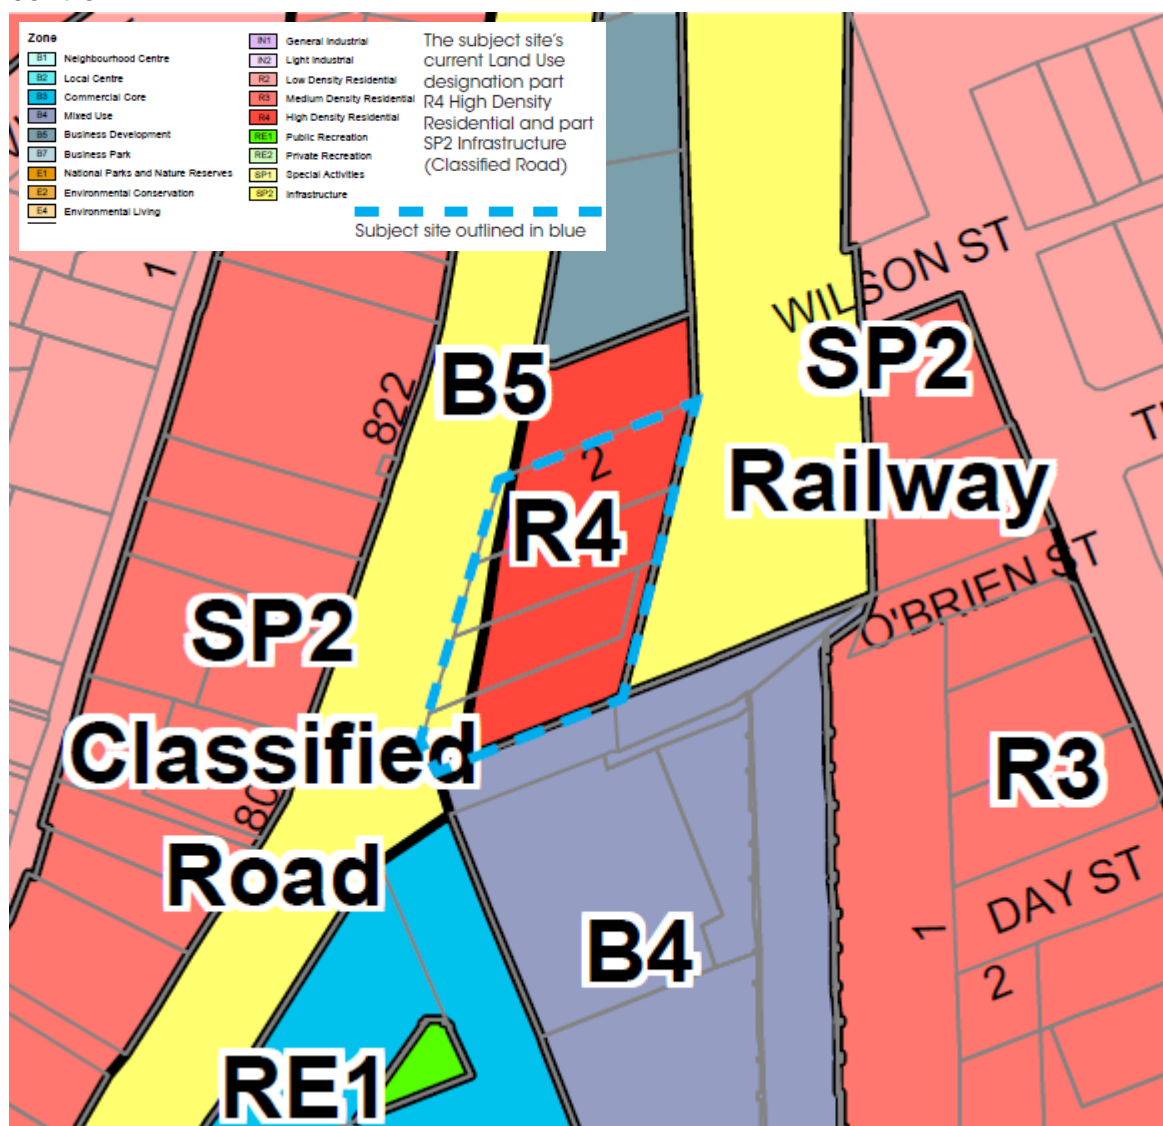 Zone
B1 Neighbourhood Centre
B2 Local Centre
B3 Commercial Core
B4 Mixed Use
B5 Business Development
B7 Business Park
E1 National Parks and Nature Reserves
E2 Environmental Conservation
E4 Environmental Living
IN1 General Industrial
IN2 Light Industrial
R2 Low Density Residential
R3 Medium Density Residential
R4 High Density Residential
RE1 Public Recreation
RE2 Private Recreation
SP1 Special Activities
SP2 Infrastructure
The subject site's
current Land Use
designation part
R4 High Density
Residential and part
SP2 Infrastructure
(Classified Road)
Subject site outlined in blue
1
WILSON ST
SP2
Railway
B5
822
2
R4
O'BRIEN ST
SP2
Classified
Road
80
R3
DAY ST
1
2
B4
RE1